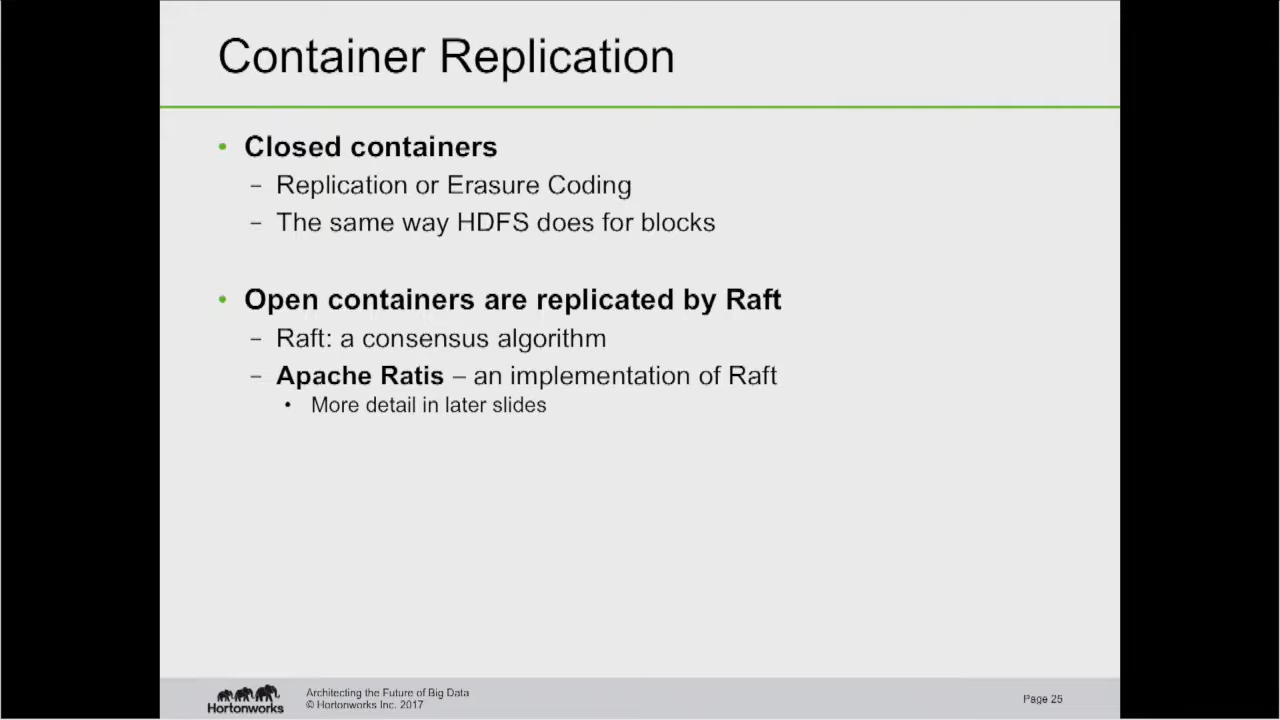 Container Replication
• Closed containers
– Replication or Erasure Coding
– The same way HDFS does for blocks
• Open containers are replicated by Raft
– Raft: a consensus algorithm
– Apache Ratis – an implementation of Raft
• More detail in later slides
Hortonworks
Architecting the Future of Big Data
© Hortonworks Inc. 2017
Page 25